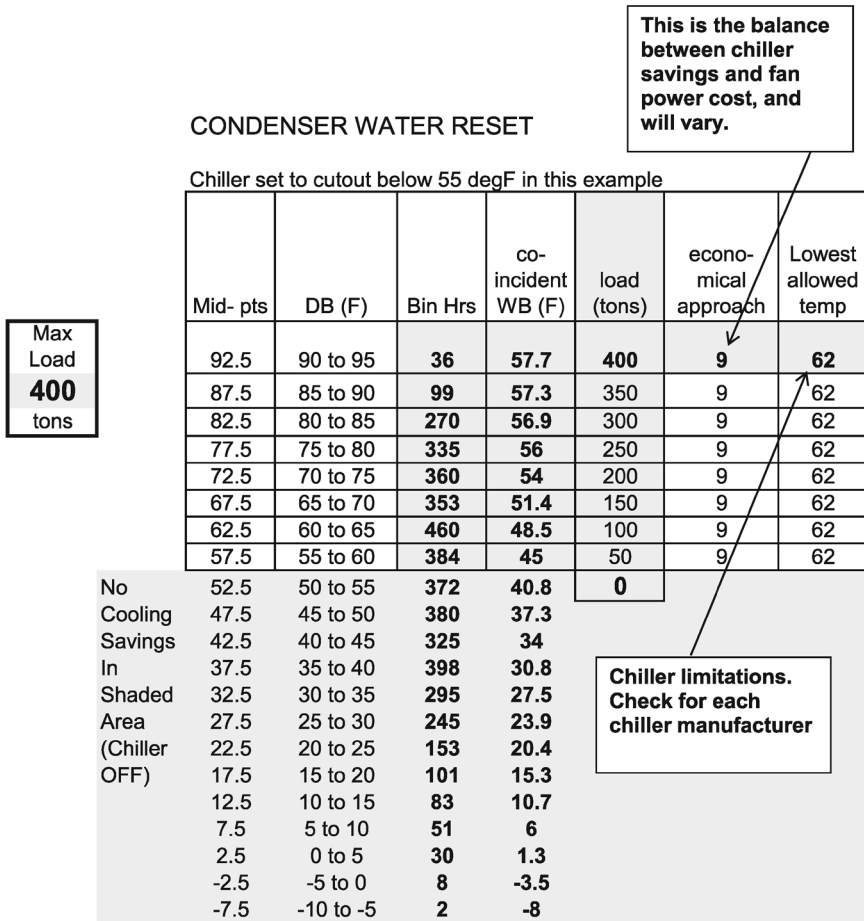 This is the balance
between chiller
savings and fan
power cost, and
will vary.
CONDENSER WATER RESET
Chiller set to cutout below 55 degF in this example
Mid- pts DB (F) Bin Hrs co-incident WB (F) load (tons) econo-mical approach Lowest allowed temp
Max
Load
400
tons
92.5 90 to 95 36 57.7 400 9 62
87.5 85 to 90 99 57.3 350 9 62
82.5 80 to 85 270 56.9 300 9 62
77.5 75 to 80 335 56 250 9 62
72.5 70 to 75 360 54 200 9 62
67.5 65 to 70 353 51.4 150 9 62
62.5 60 to 65 460 48.5 100 9 62
57.5 55 to 60 384 45 50 9 62
No 52.5 50 to 55 372 40.8 0
Cooling 47.5 45 to 50 380 37.3
Savings 42.5 40 to 45 325 34
In 37.5 35 to 40 398 30.8
Shaded 32.5 30 to 35 295 27.5
Area 27.5 25 to 30 245 23.9
(Chiller 22.5 20 to 25 153 20.4
OFF) 17.5 15 to 20 101 15.3
12.5 10 to 15 83 10.7
7.5 5 to 10 51 6
2.5 0 to 5 30 1.3
-2.5 -5 to 0 8 -3.5
-7.5 -10 to -5 2 -8
Chiller limitations.
Check for each
chiller manufacturer